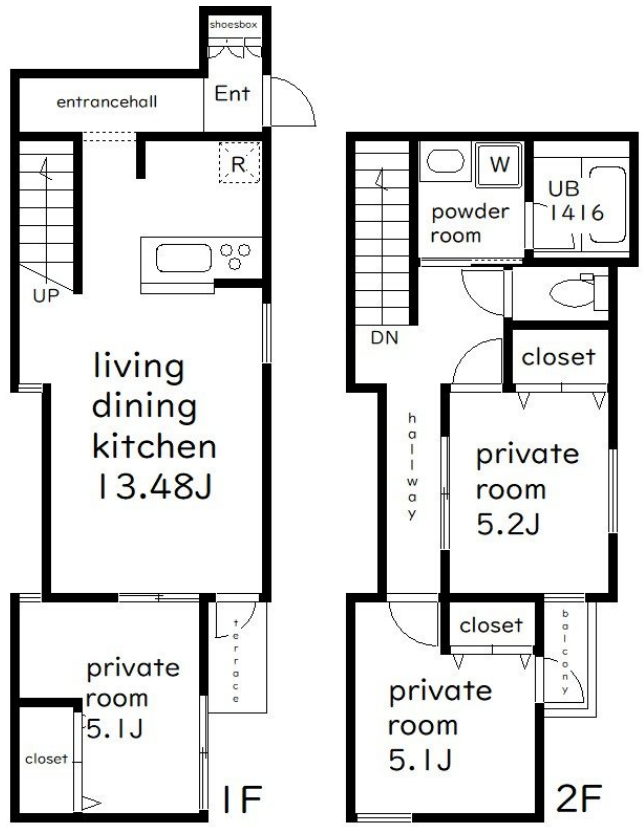 shoesbox
Ent
entrancehall
R
UP
living
dining
kitchen
13.48J
terrace
private
room
5.1J
closet
1F
W
powder
room
UB
1416
DN
closet
hallway
private
room
5.2J
closet
balcony
private
room
5.1J
2F